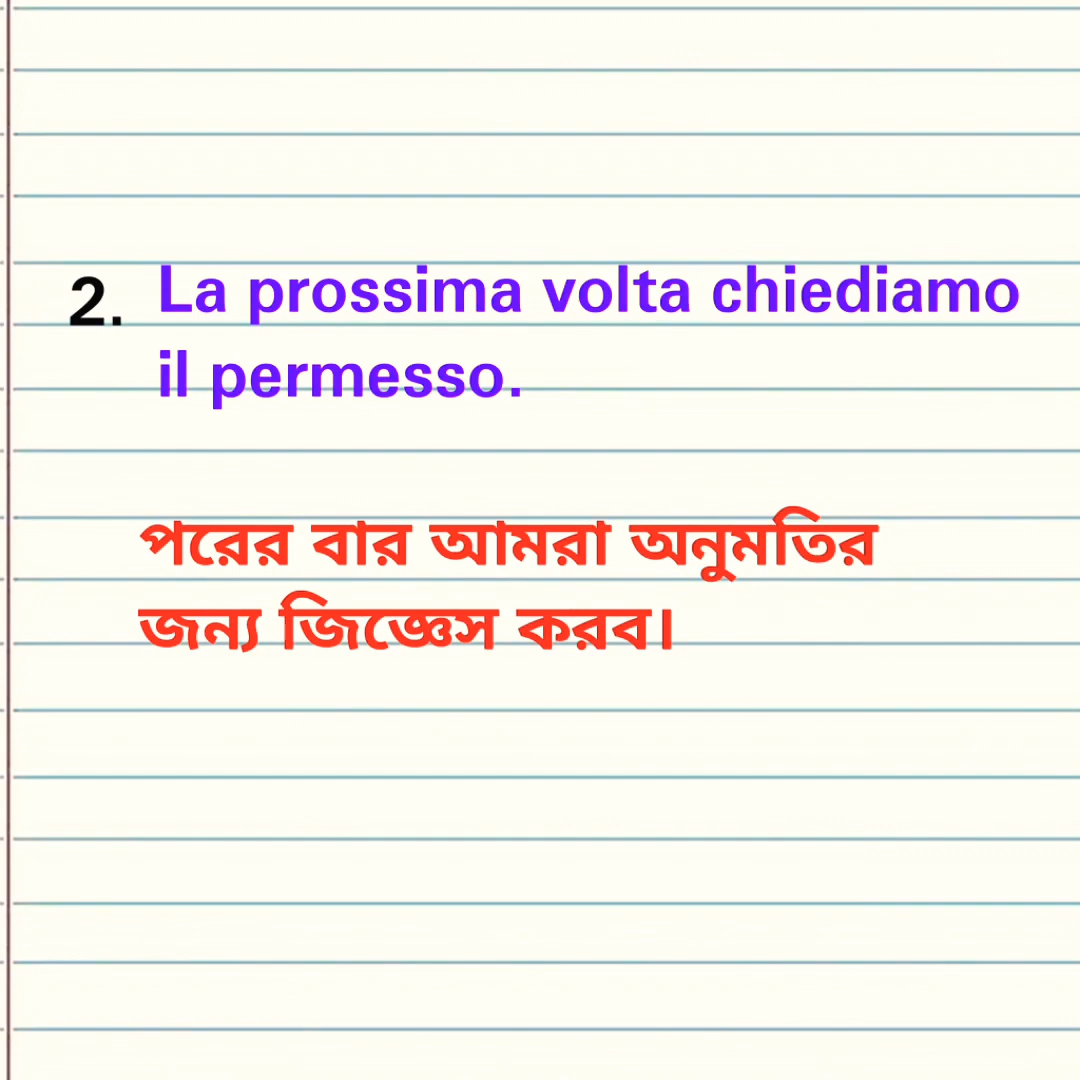 2. La prossima volta chiediamo
il permesso.
পরের বার আমরা অনুমতির
জন্য জিজ্ঞেস করব।